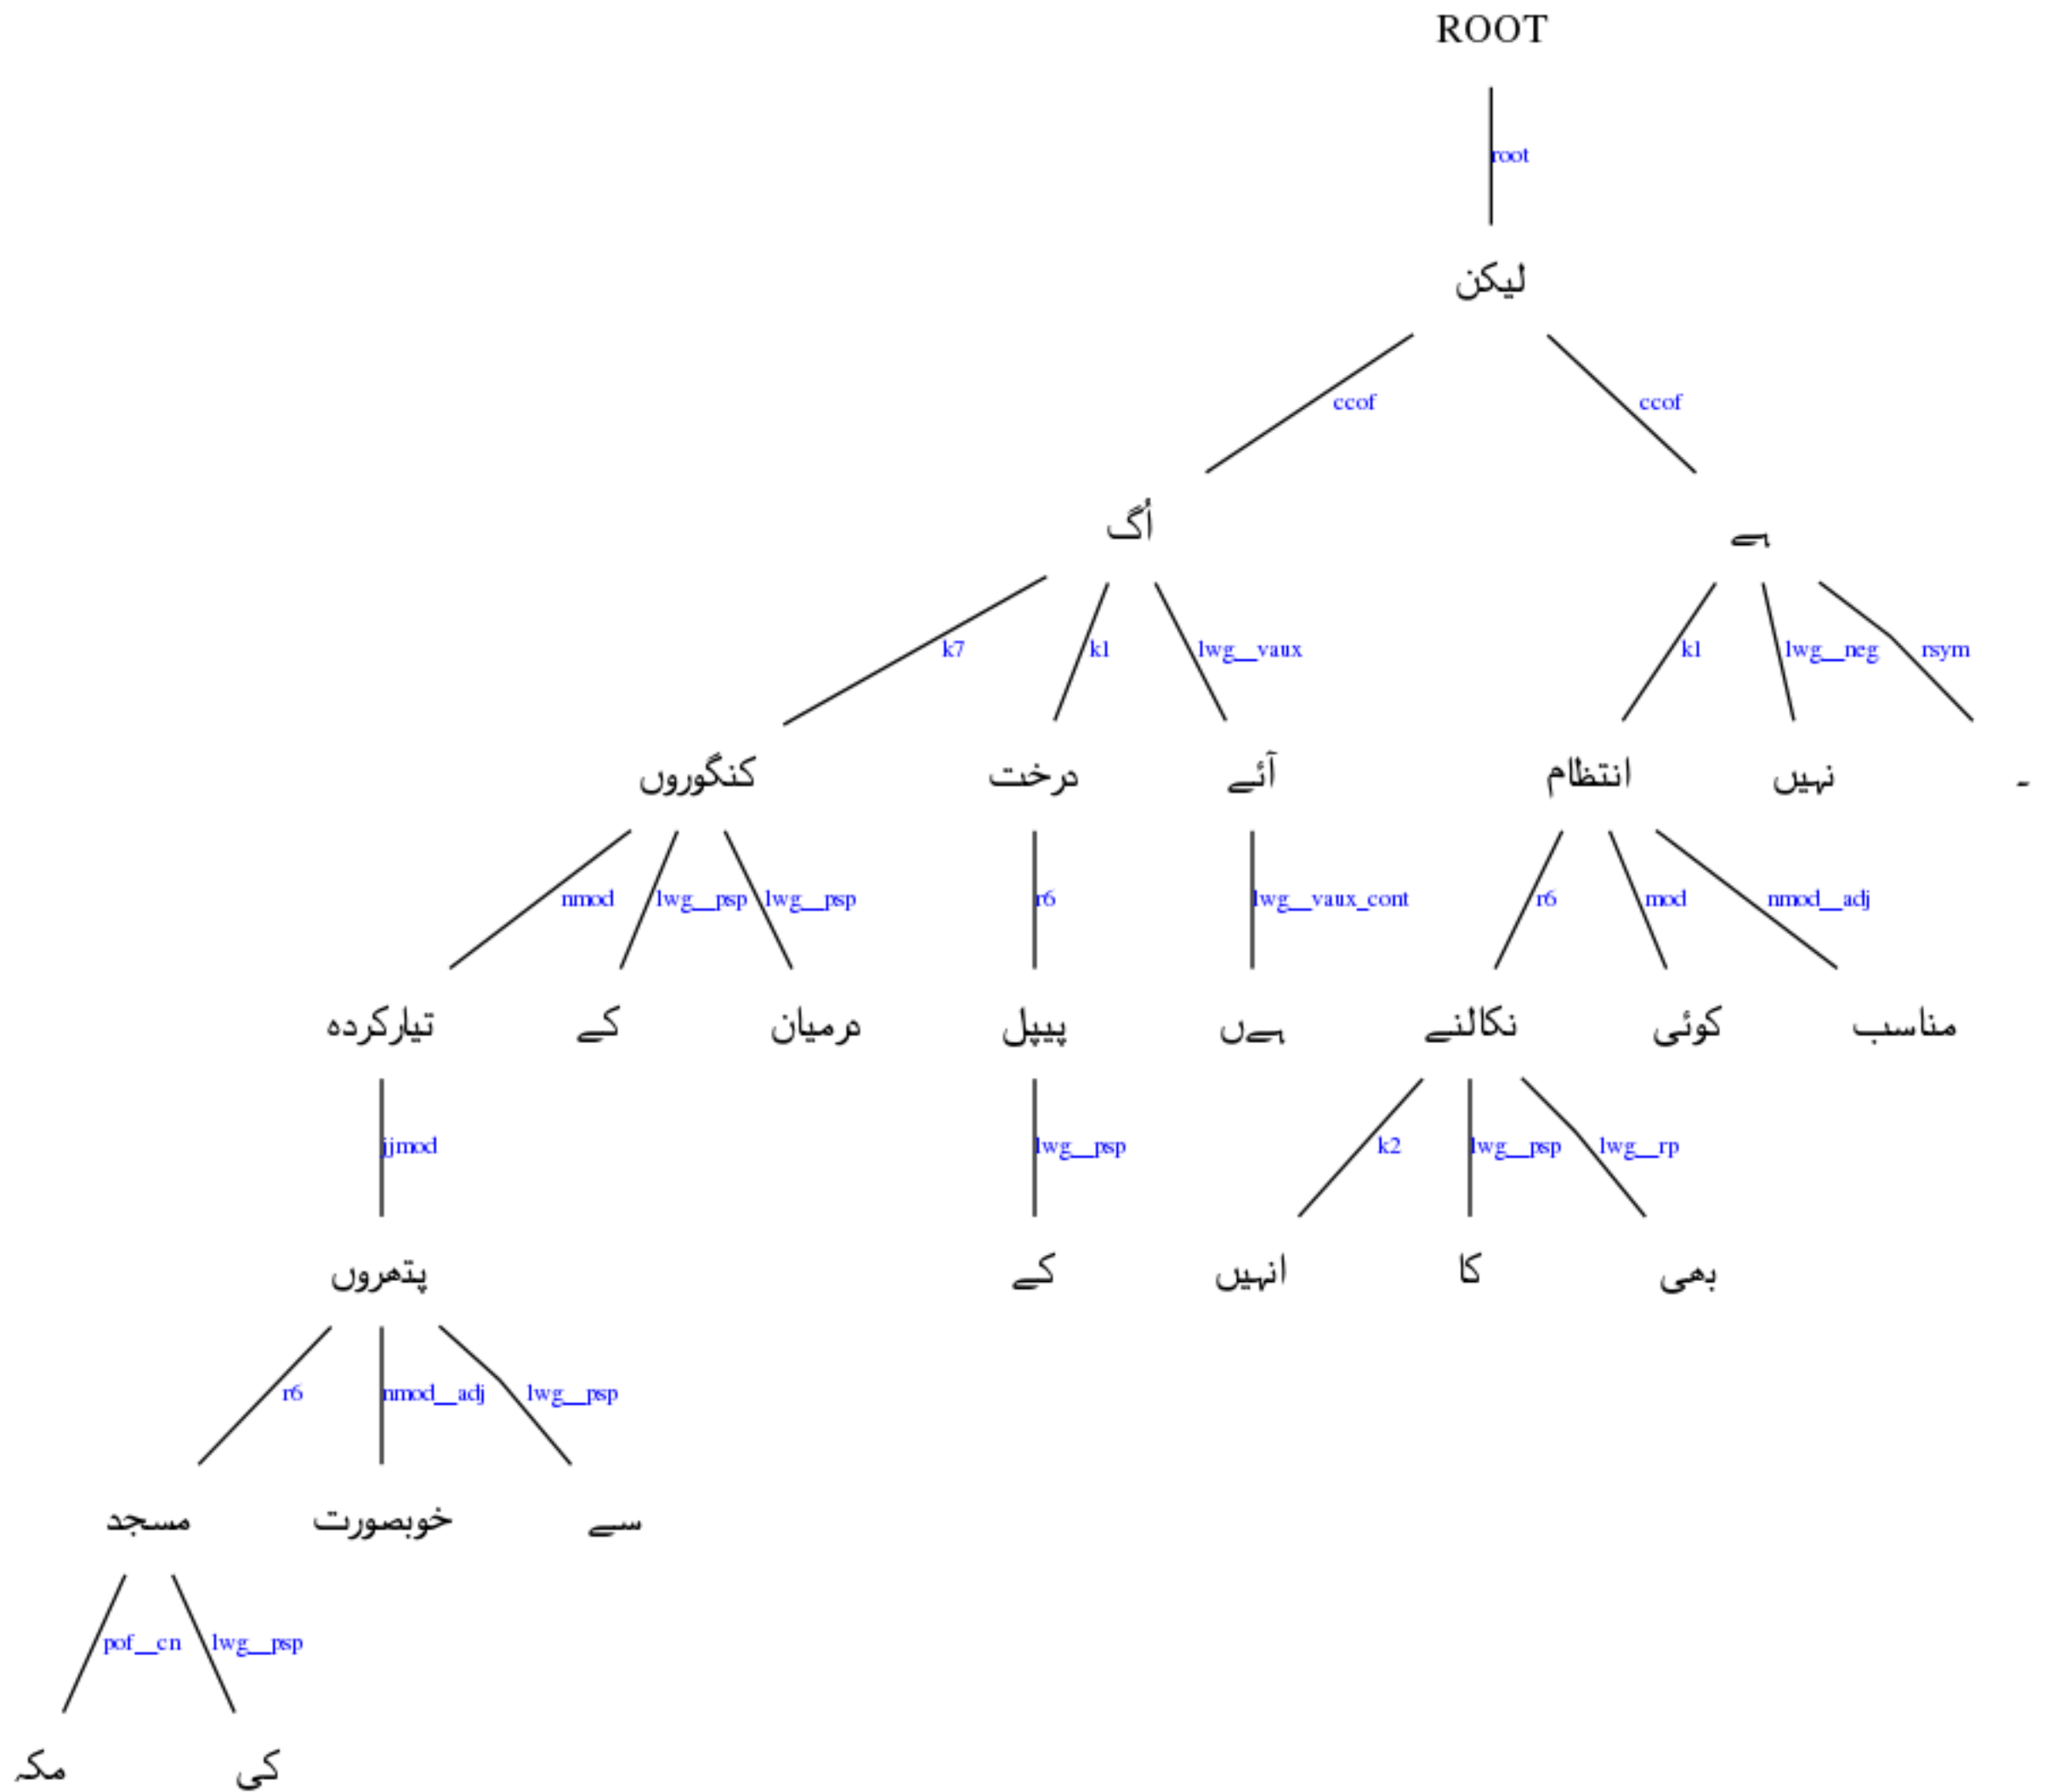 ROOT
root
لیکن
ccof ccof
اُگ ہے
k7 k1 lwg__vaux k1 lwg__neg rsym
کنگوروں درخت آئے انتظام نہیں ۔
nmod lwg__psp lwg__psp r6 lwg__vaux_cont r6 mod nmod__adj
تیارکردہ کے درمیان پیپل ہےں نکالنے کوئی مناسب
jjmod lwg__psp k2 lwg__psp lwg__rp
پتھروں کے انہیں کا بھی
r6 nmod__adj lwg__psp
مسجد خوبصورت سے
pof__cn lwg__psp
مکہ کی